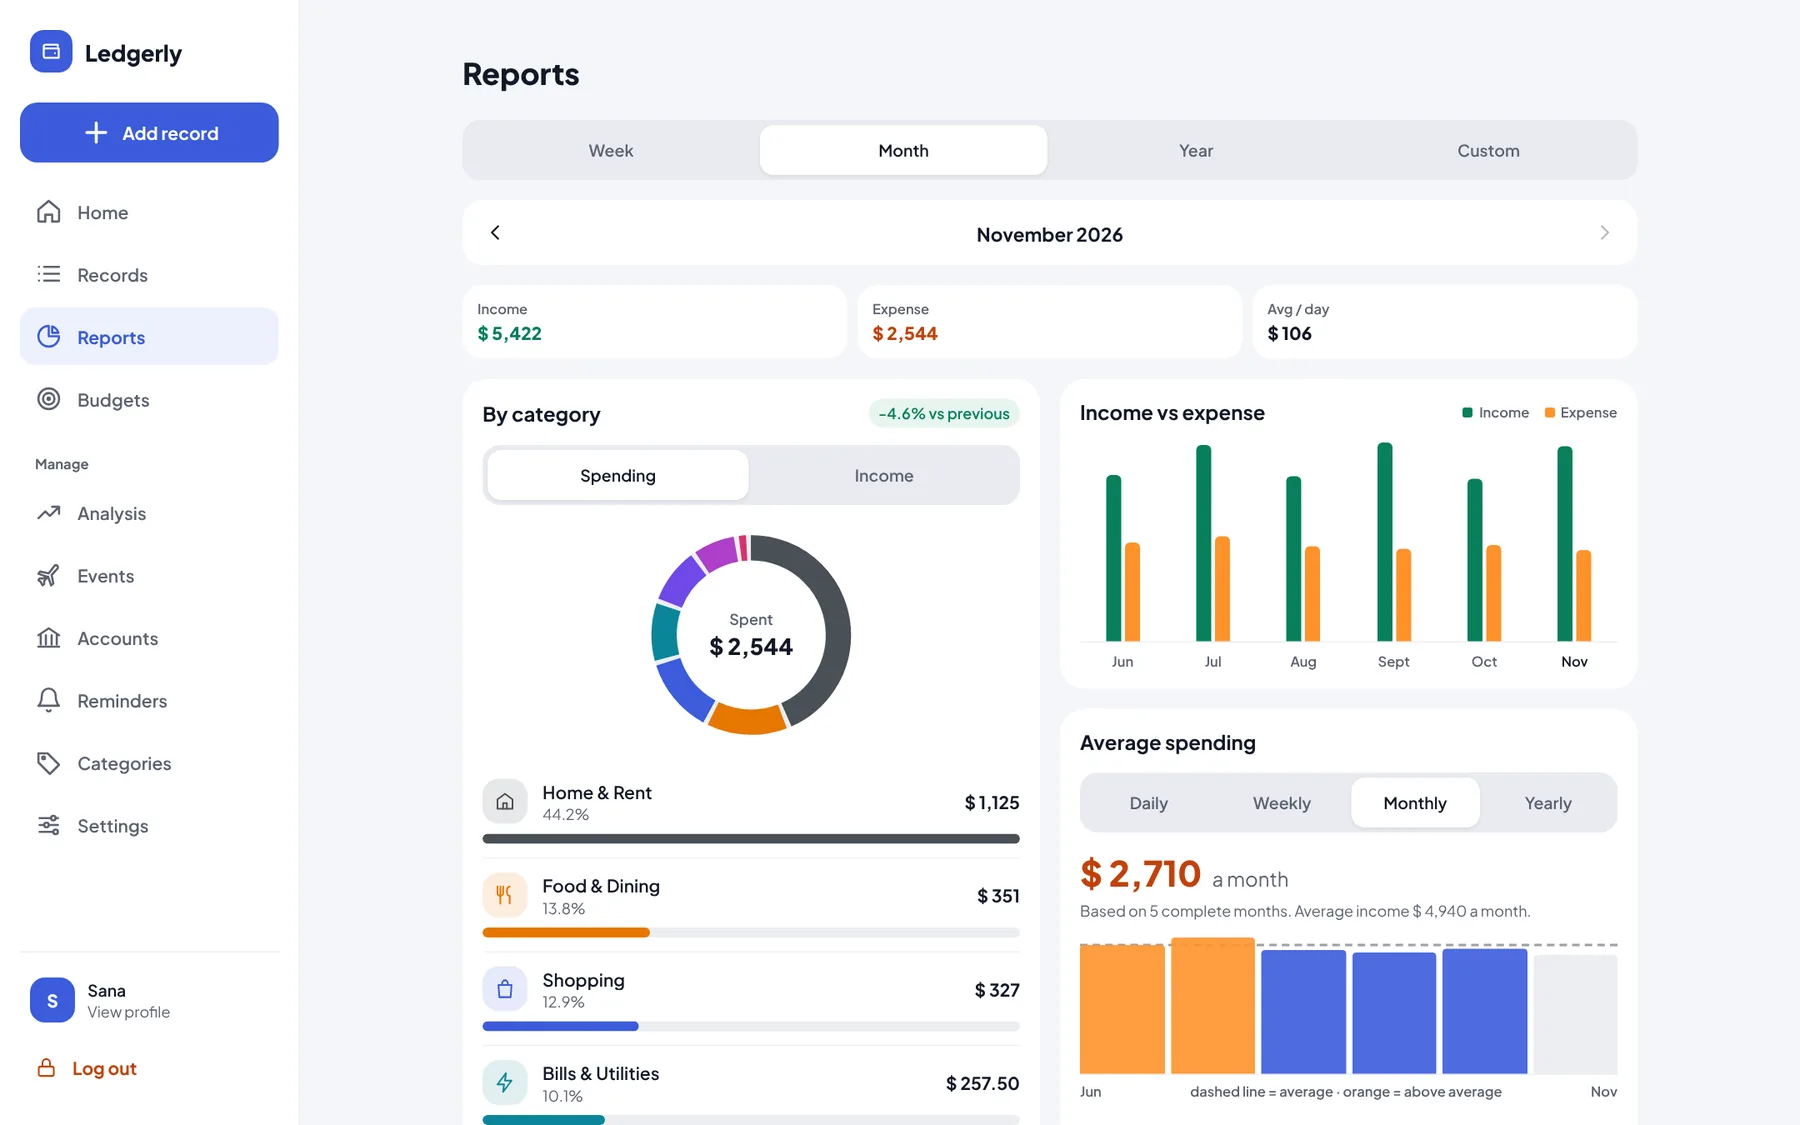 Ledgerly
Add record
Home
Records
Reports
Budgets
Manage
Analysis
Events
Accounts
Reminders
Categories
Settings
S
Sana
View profile
Log out
Reports
Week Month Year Custom
November 2026
Income
$ 5,422
Expense
$ 2,544
Avg / day
$ 106
By category
-4.6% vs previous
Spending Income
Spent
$ 2,544
Home & Rent
44.2%
$ 1,125
Food & Dining
13.8%
$ 351
Shopping
12.9%
$ 327
Bills & Utilities
10.1%
$ 257.50
Income vs expense
Income Expense
Jun Jul Aug Sept Oct Nov
Average spending
Daily Weekly Monthly Yearly
$ 2,710 a month
Based on 5 complete months. Average income $ 4,940 a month.
Jun dashed line = average · orange = above average Nov